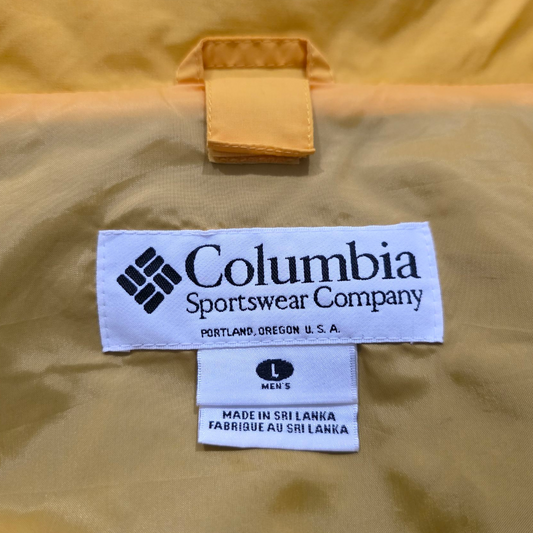 Columbia
Sportswear Company
PORTLAND, OREGON U. S. A.
L
MEN'S
MADE IN SRI LANKA
FABRIQUE AU SRI LANKA